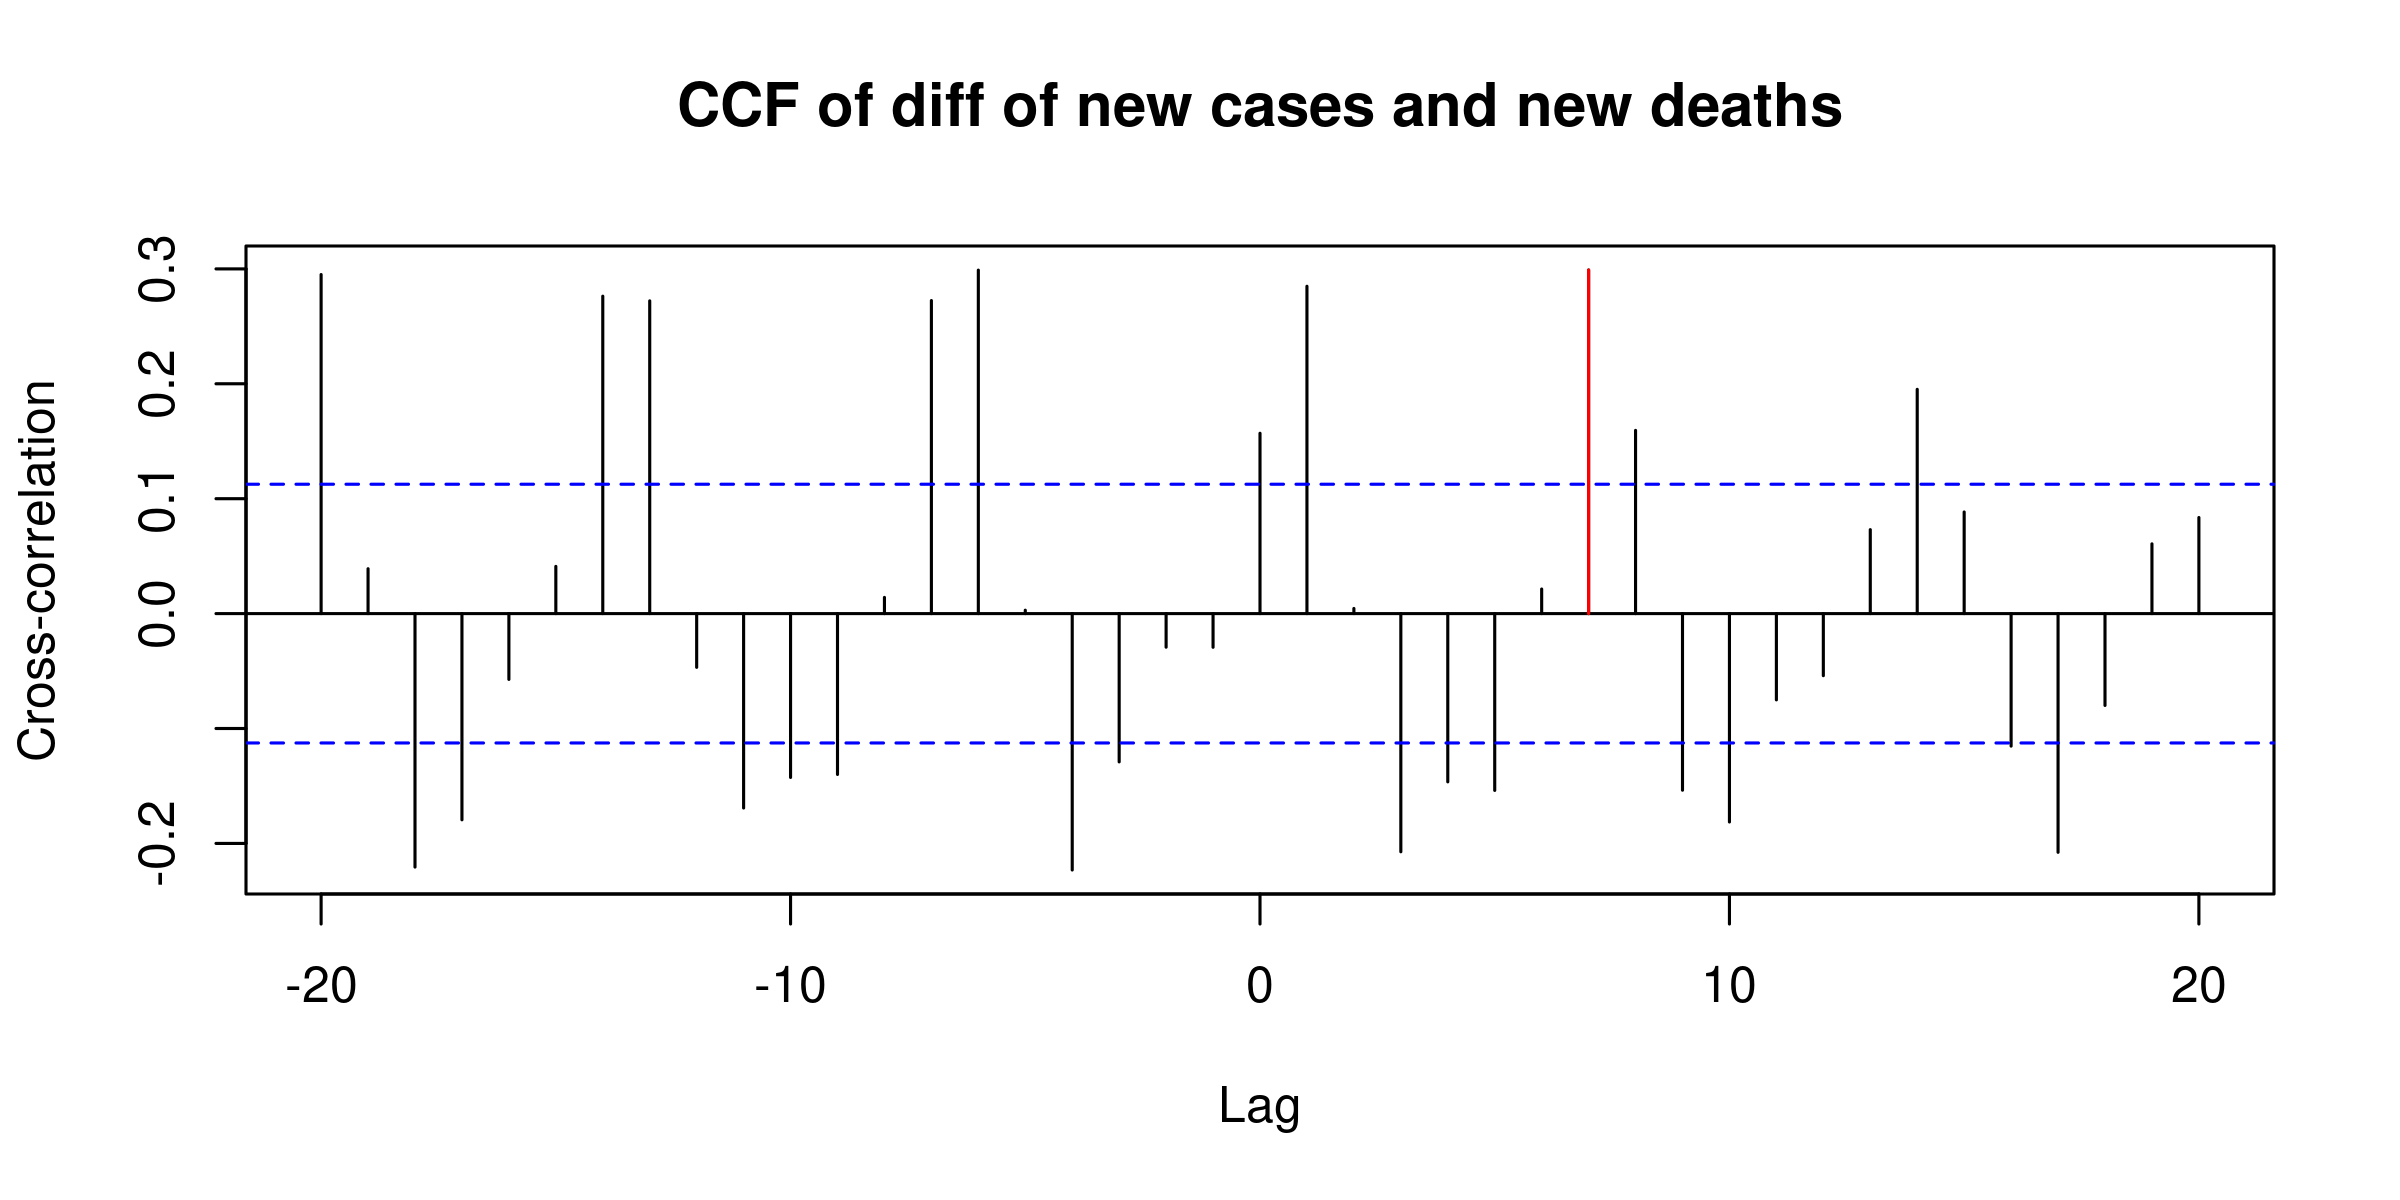 CCF of diff of new cases and new deaths
Cross-correlation
0.3
0.2
0.1
0.0
-0.2
-20 -10 0 10 20
Lag